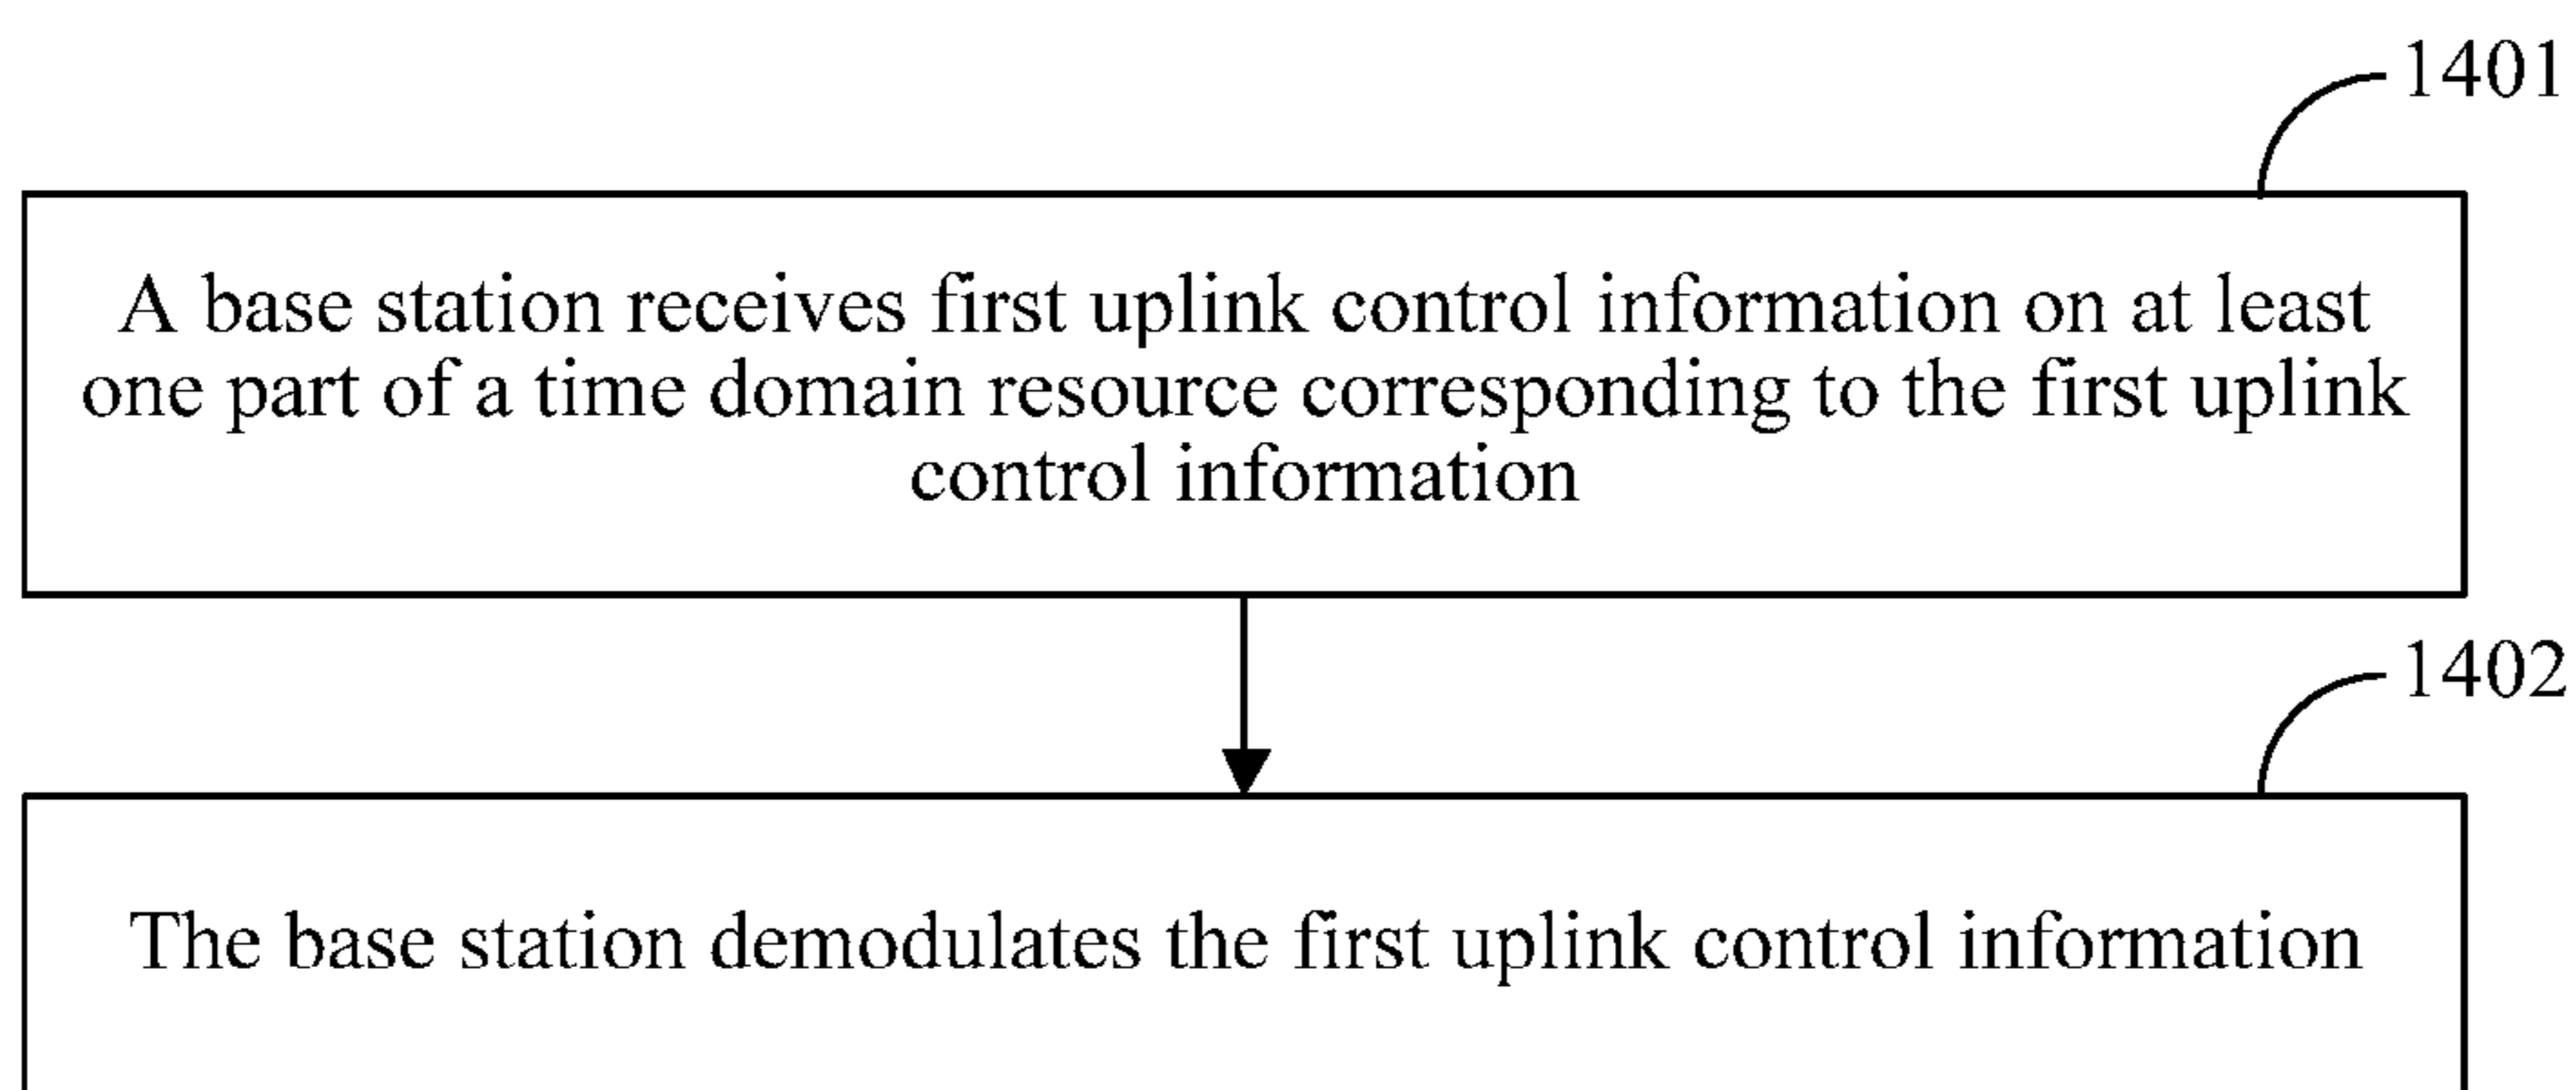 1401
A base station receives first uplink control information on at least
one part of a time domain resource corresponding to the first uplink
control information
1402
The base station demodulates the first uplink control information